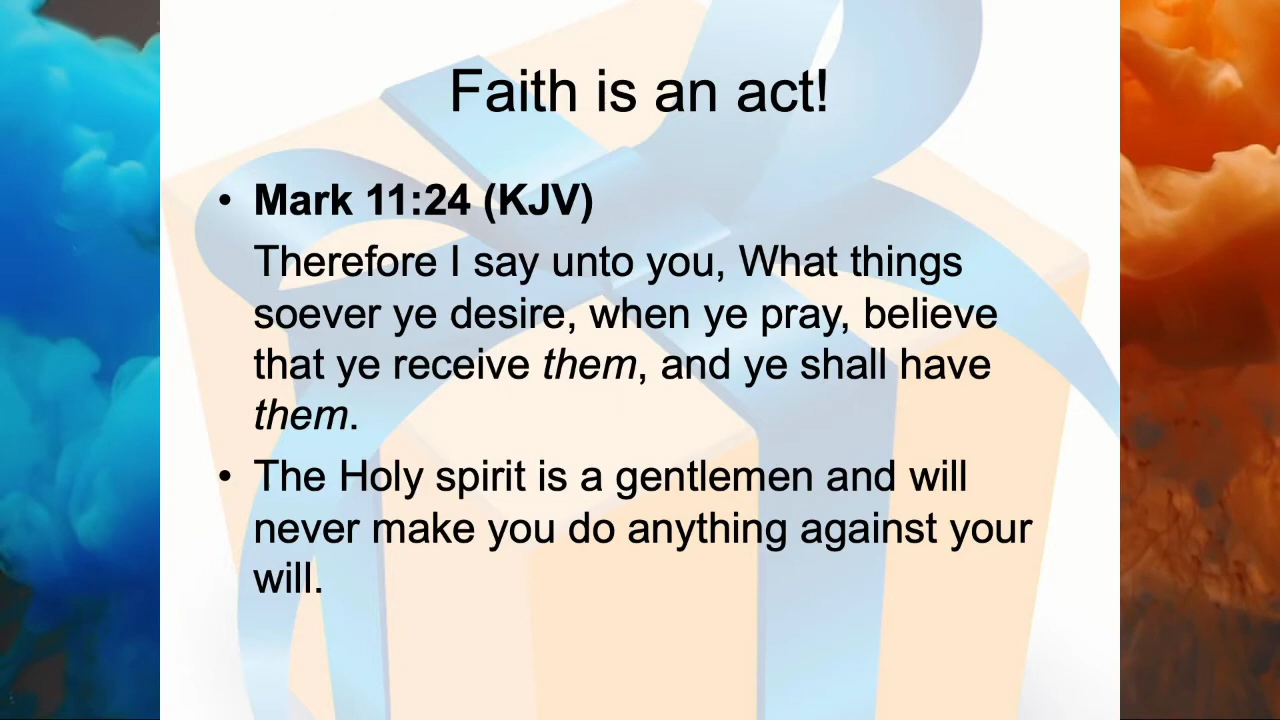 Faith is an act!
• Mark 11:24 (KJV)
Therefore I say unto you, What things
soever ye desire, when ye pray, believe
that ye receive them, and ye shall have
them.
• The Holy spirit is a gentlemen and will
never make you do anything against your
will.